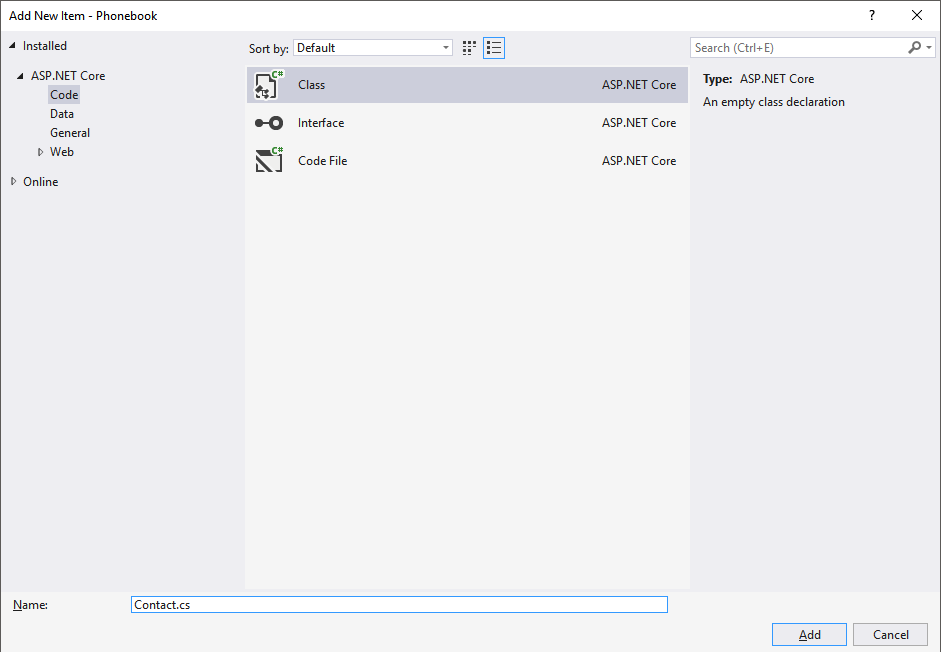 Add New Item - Phonebook
?
Installed
ASP.NET Core
Code
Data
General
Web
Online
Sort by: Default
C# Class ASP.NET Core
Interface ASP.NET Core
C# Code File ASP.NET Core
Search (Ctrl+E)
Type: ASP.NET Core
An empty class declaration
Name: Contact.cs
Add Cancel